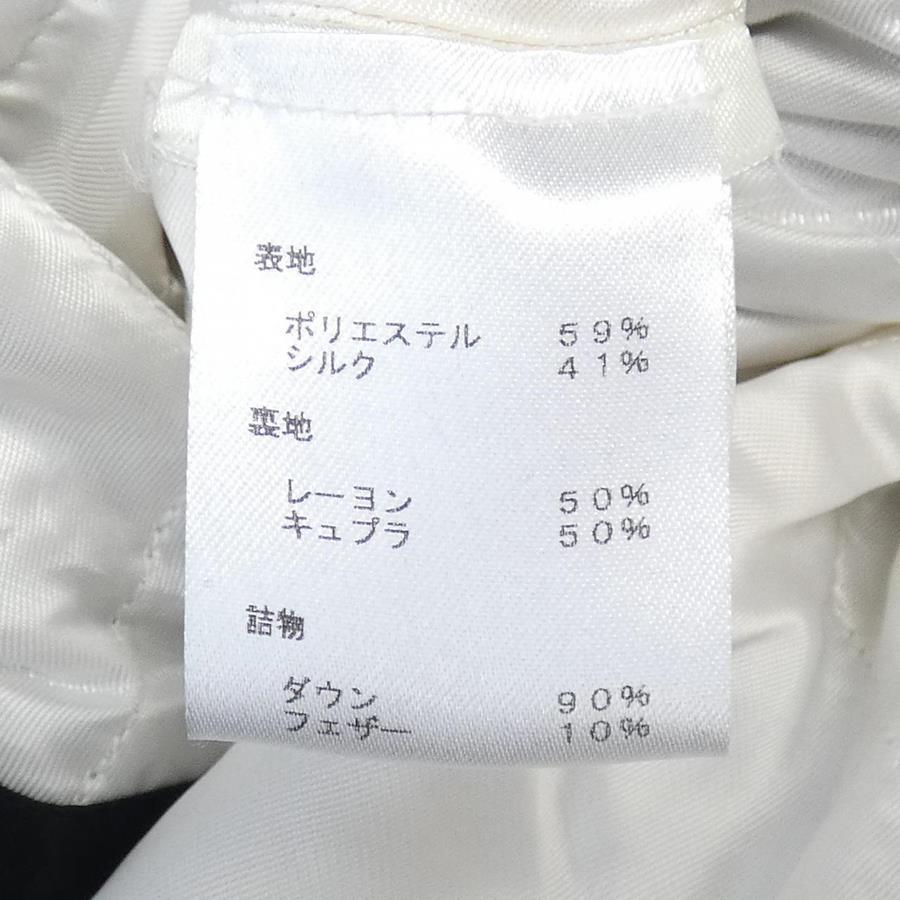 表地
ポリエステル 59%
シルク 41%
裏地
レーヨン 50%
キュプラ 50%
詰物
ダウン 90%
フェザー 10%